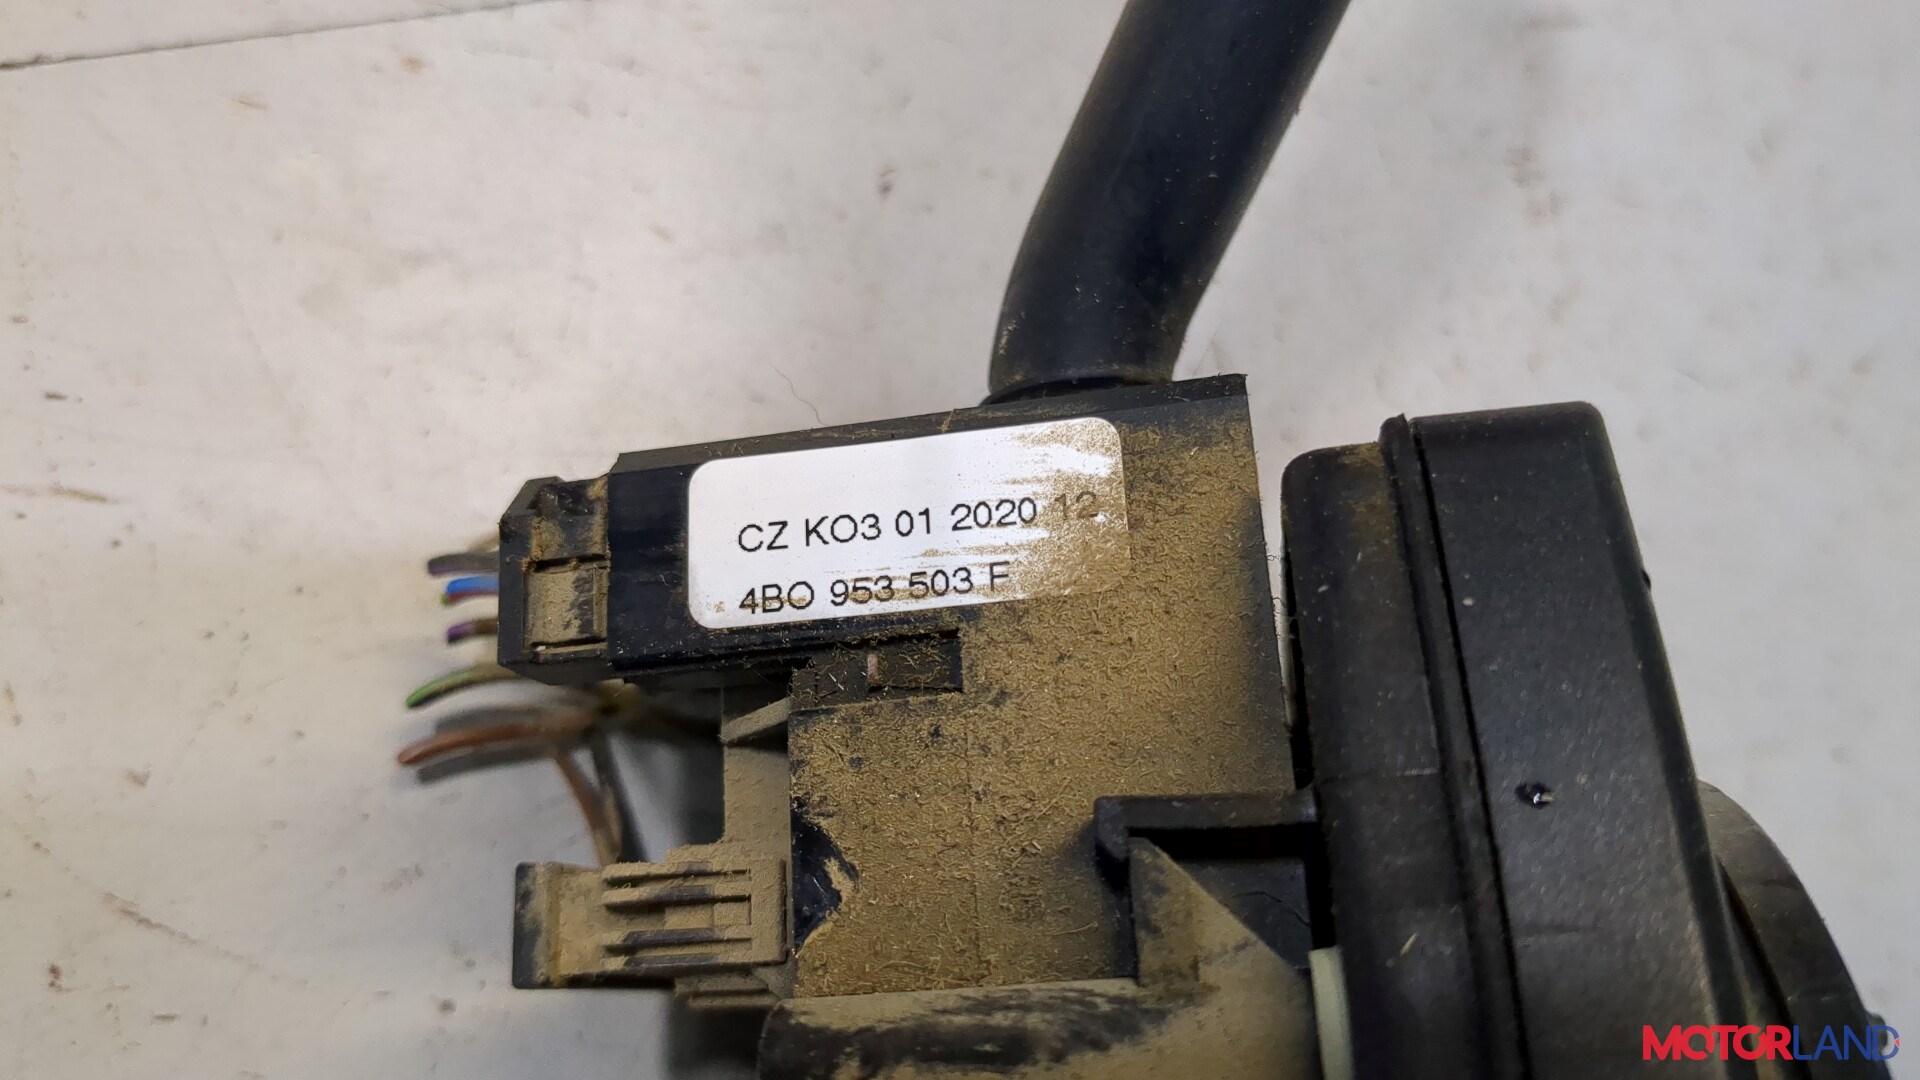 CZ KO3 01 2020 12
4BO 953 503 F
MOTORLAND